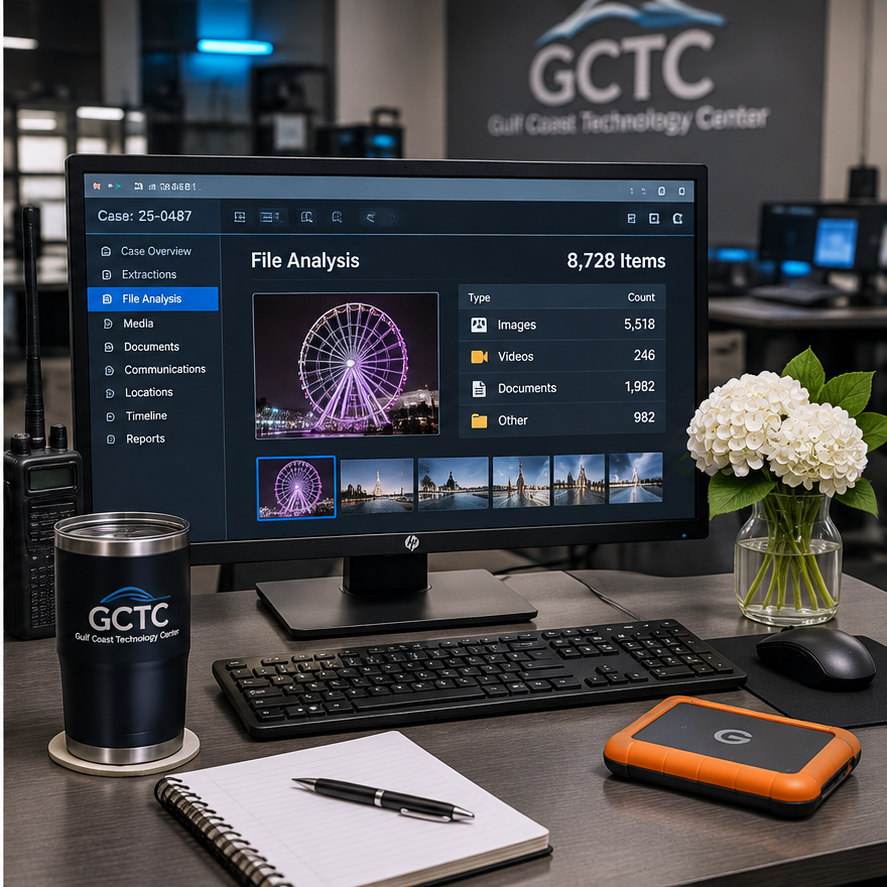 GCTC
Gulf Coast Technology Center
Case: 25-0487
Case Overview
Extractions
File Analysis
Media
Documents
Communications
Locations
Timeline
Reports
File Analysis
8,728 Items
Type Count
Images 5,518
Videos 246
Documents 1,982
Other 982
hp
GCTC
Gulf Coast Technology Center
G